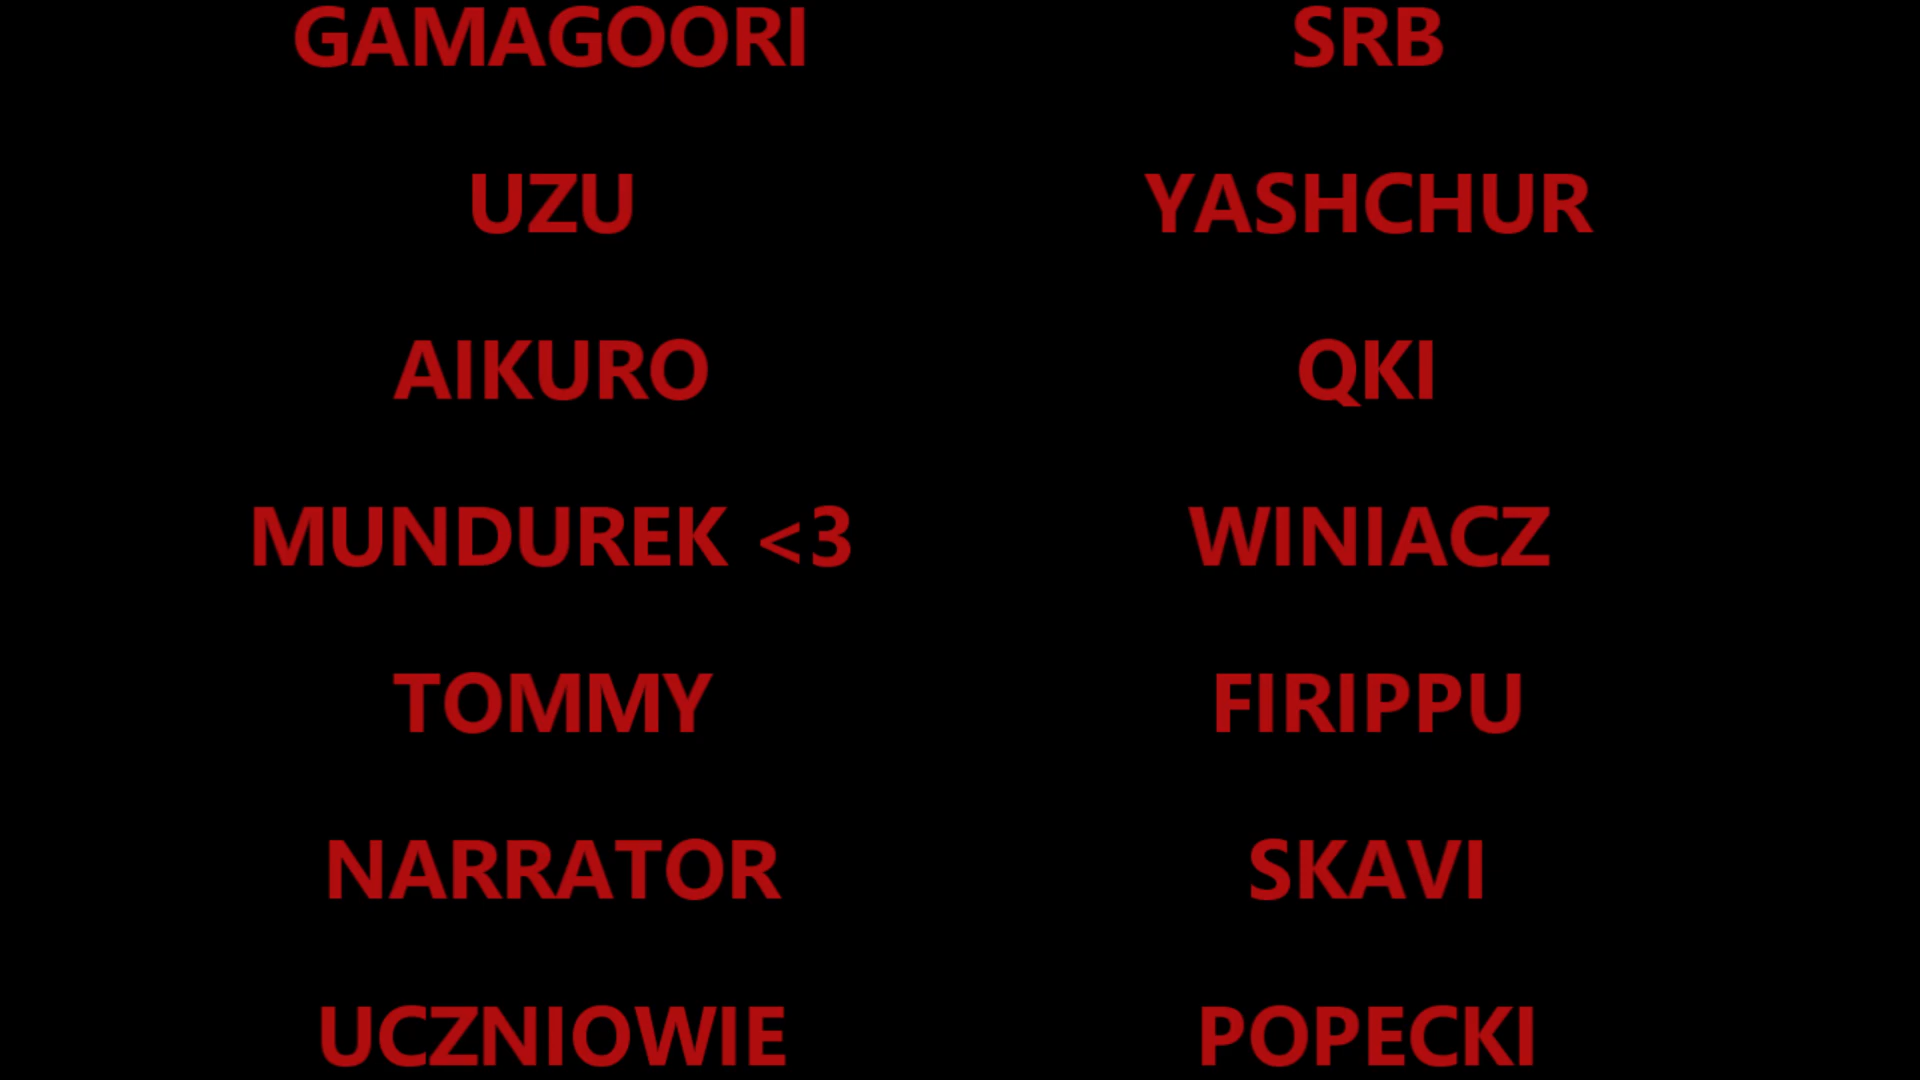 GAMAGOORI SRB
UZU YASHCHUR
AIKURO QKI
MUNDUREK <3 WINIACZ
TOMMY FIRIPPU
NARRATOR SKAVI
UCZNIOWIE POPECKI